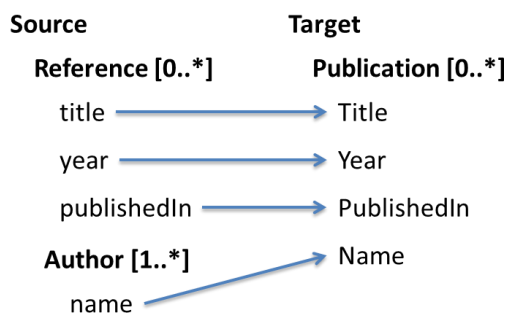 Source Target
Reference [0..*] Publication [0..*]
title Title
year Year
publishedIn PublishedIn
Author [1..*] Name
name